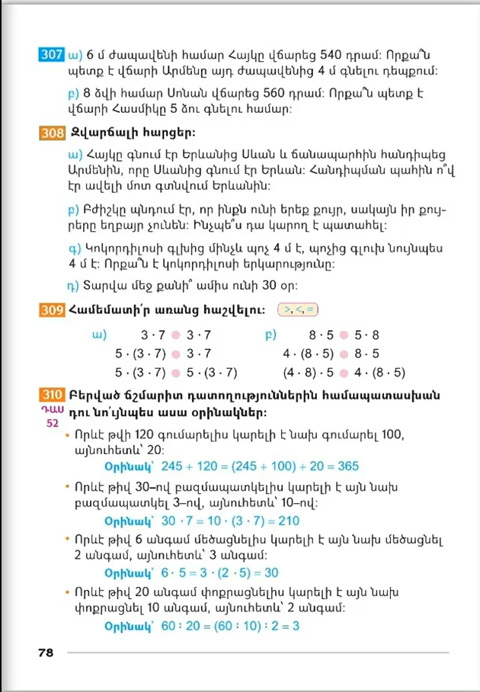 307 ա) 6 մ ժապավենի համար Հայկը վճարեց 540 դրամ: Որքա՞ն
պետք է վճարի Արմենը այդ ժապավենից 4 մ գնելու դեպքում:
բ) 8 ձվի համար Սոնան վճարեց 560 դրամ: Որքա՞ն պետք է
վճարի Հասմիկը 5 ձու գնելու համար:
308 Զվարճալի հարցեր:
ա) Հայկը գնում էր Երևանից Սևան և ճանապարհին հանդիպեց
Արմենին, որը Սևանից գնում էր Երևան: Հանդիպման պահին ո՞վ
էր ավելի մոտ գտնվում Երևանին:
բ) Բժիշկը պնդում էր, որ ինքն ունի երեք քույր, սակայն իր քույ-
րերը եղբայր չունեն: Ինչպե՞ս դա կարող է պատահել:
գ) Կոկորդիլոսի գլխից մինչև պոչ 4 մ է, պոչից գլուխ նույնպես
4 մ է: Որքա՞ն է կոկորդիլոսի երկարությունը:
դ) Տարվա մեջ քանի՞ ամիս ունի 30 օր:
309 Համեմատի՛ր առանց հաշվելու: >, <, =
ա) 3 · 7 3 · 7 բ) 8 · 5 5 · 8
5 · (3 · 7) 3 · 7 4 · (8 · 5) 8 · 5
5 · (3 · 7) 5 · (3 · 7) (4 · 8) · 5 4 · (8 · 5)
310 Բերված ճշմարիտ դատողություններին համապատասխան
ԴԱՍ 52 դու նո՛ւյնպես ասա օրինակներ:
• Որևէ թվի 120 գումարելիս կարելի է նախ գումարել 100,
այնուհետև՝ 20:
Օրինակ՝ 245 + 120 = (245 + 100) + 20 = 365
• Որևէ թիվ 30–ով բազմապատկելիս կարելի է այն նախ
բազմապատկել 3–ով, այնուհետև՝ 10–ով:
Օրինակ՝ 30 · 7 = 10 · (3 · 7) = 210
• Որևէ թիվ 6 անգամ մեծացնելիս կարելի է այն նախ մեծացնել
2 անգամ, այնուհետև՝ 3 անգամ:
Օրինակ՝ 6 · 5 = 3 · (2 · 5) = 30
• Որևէ թիվ 20 անգամ փոքրացնելիս կարելի է այն նախ
փոքրացնել 10 անգամ, այնուհետև՝ 2 անգամ:
Օրինակ՝ 60 : 20 = (60 : 10) : 2 = 3
78